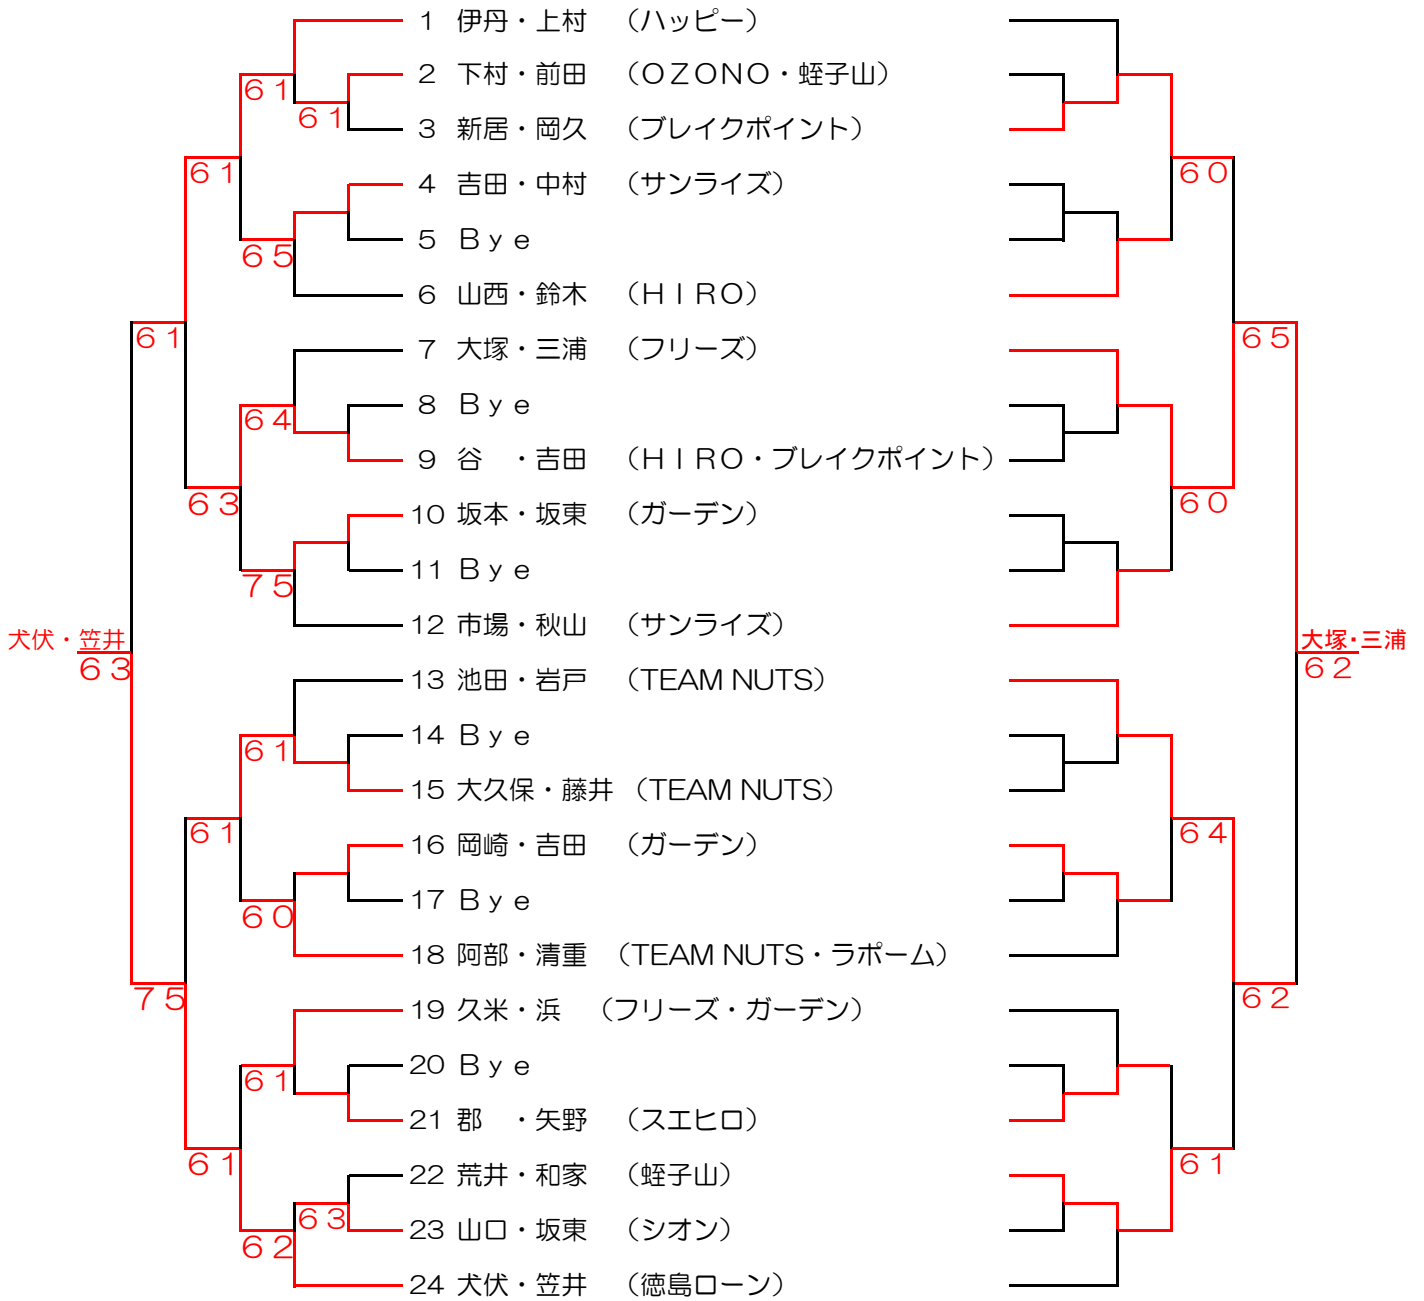 1 伊丹・上村 （ハッピー）
2 下村・前田 （ＯＺＯＮＯ・蛭子山）
61
61
3 新居・岡久 （ブレイクポイント）
61
60
4 吉田・中村 （サンライズ）
5 Ｂｙｅ
65
6 山西・鈴木 （ＨＩＲＯ）
61
65
7 大塚・三浦 （フリーズ）
8 Ｂｙｅ
64
9 谷 ・吉田 （ＨＩＲＯ・ブレイクポイント）
63
60
10 坂本・坂東 （ガーデン）
11 Ｂｙｅ
75
12 市場・秋山 （サンライズ）
犬伏・笠井
大塚・三浦
63
62
13 池田・岩戸 （TEAM NUTS）
14 Ｂｙｅ
61
15 大久保・藤井 （TEAM NUTS）
61
64
16 岡崎・吉田 （ガーデン）
17 Ｂｙｅ
60
18 阿部・清重 （TEAM NUTS・ラポーム）
75
62
19 久米・浜 （フリーズ・ガーデン）
20 Ｂｙｅ
61
21 郡 ・矢野 （スエヒロ）
61
61
22 荒井・和家 （蛭子山）
63
23 山口・坂東 （シオン）
62
24 犬伏・笠井 （徳島ローン）